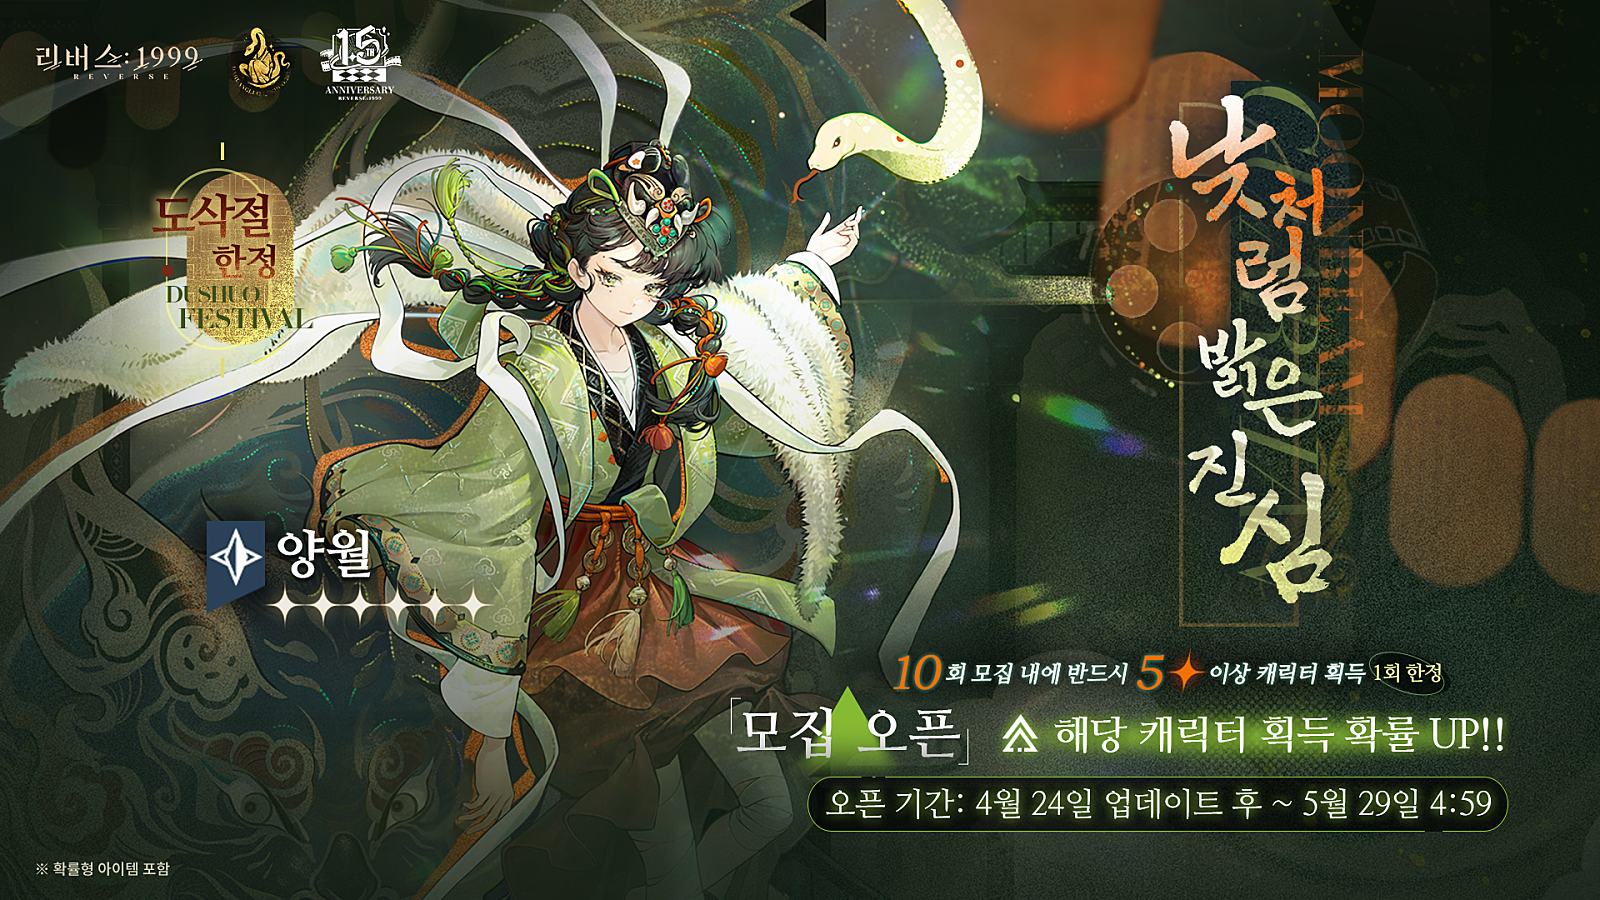 리버스:1999
REVERSE
1.5
TH
ANNIVERSARY
REVERSE:1999
도삭절
한정
DUSHUO
FESTIVAL
양월
낮처럼
밝은
진심
10회 모집 내에 반드시 5✦이상 캐릭터 획득 1회 한정
「모집 오픈」 해당 캐릭터 획득 확률 UP!!
오픈 기간: 4월 24일 업데이트 후 ~ 5월 29일 4:59
※ 확률형 아이템 포함